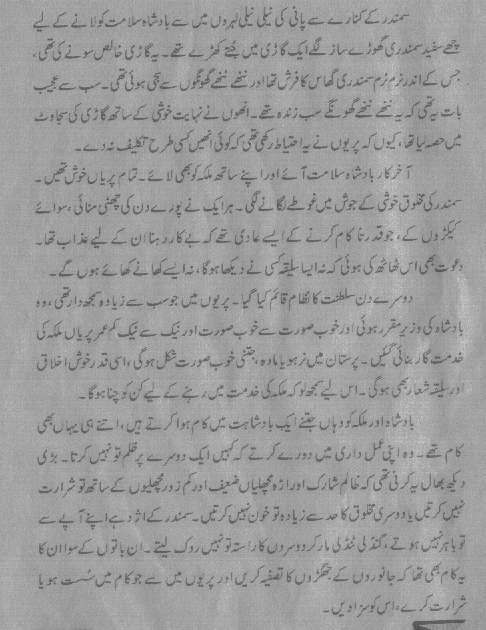 سمندر کے کنارے سے پانی کی نیلی نیلی لہروں میں سے بادشاہ سلامت کو لانے کے لیے
چھے سفید سمندری گھوڑے ساز لگے ایک گاڑی میں جُتے کھڑے تھے۔ یہ گاڑی خالص سونے کی تھی،
جس کے اندر نرم نرم سمندری گھاس کا فرش تھا اور ننھے ننھے گھونگوں سے سجی ہوئی تھی۔ سب سے عجیب
بات یہ تھی کہ یہ ننھے ننھے گھونگے سب زندہ تھے۔ انھوں نے نہایت خوشی کے ساتھ گاڑی کی سجاوٹ
میں حصہ لیا تھا، کیوں کہ پریوں نے یہ احتیاط رکھی تھی کہ کوئی انھیں کسی طرح تکلیف نہ دے۔
آخر کار بادشاہ سلامت آئے اور اپنے ساتھ ملکہ کو بھی لائے۔ تمام پریاں خوش تھیں۔
سمندر کی مخلوق خوشی کے جوش میں غوطے لگانے لگی۔ ہر ایک نے پورے دن کی چھٹی منائی، سوائے
کیکڑوں کے، جو قدرتاً کام کرنے کے ایسے عادی تھے کہ بے کار رہنا ان کے لیے عذاب تھا۔
دعوت بھی اس ٹھاٹھ کی ہوئی کہ نہ ایسا سلیقہ کسی نے دیکھا ہوگا، نہ ایسے کھانے کھائے ہوں گے۔
دوسرے دن سلطنت کا نظام قائم کیا گیا۔ پریوں میں جو سب سے زیادہ سمجھ دار تھی، وہ
بادشاہ کی وزیر مقرر ہوئی اور خوب صورت سے خوب صورت اور نیک سے نیک کم عمر پریاں ملکہ کی
خدمت گار بنائی گئیں۔ پرستان میں نر ہو یا مادہ، جتنی خوب صورت شکل ہوگی، اسی قدر خوش اخلاق
اور سلیقہ شعار بھی ہوگی۔ اس لیے سمجھ لو کہ ملکہ کی خدمت میں رہنے کے لیے کن کو چنا ہوگا۔
بادشاہ اور ملکہ کو وہاں جتنے ایک بادشاہت میں کام ہوا کرتے ہیں، اتنے ہی یہاں بھی
کام تھے۔ وہ اپنی عمل داری میں دورے کرتے کہ کہیں ایک دوسرے پر ظلم تو نہیں کرتا۔ بڑی
دیکھ بھال یہ کرنی تھی کہ ظالم شارک اور اڑہ مچھلیاں ضعیف اور کم زور مچھلیوں کے ساتھ تو شرارت
نہیں کرتیں یا دوسری مخلوق کا حد سے زیادہ تو خون نہیں کرتیں۔ سمندر کے اژدہے اپنے آپے سے
تو باہر نہیں ہوتے، کنڈلی ٹنڈلی مار کر دوسروں کا راستہ تو نہیں روک لیتے۔ ان باتوں کے سوا ان کا
یہ کام بھی تھا کہ جانوروں کے جھگڑوں کا تصفیہ کریں اور پریوں میں سے جو کام میں سُست ہو یا
شرارت کرے، اس کو سزا دیں۔